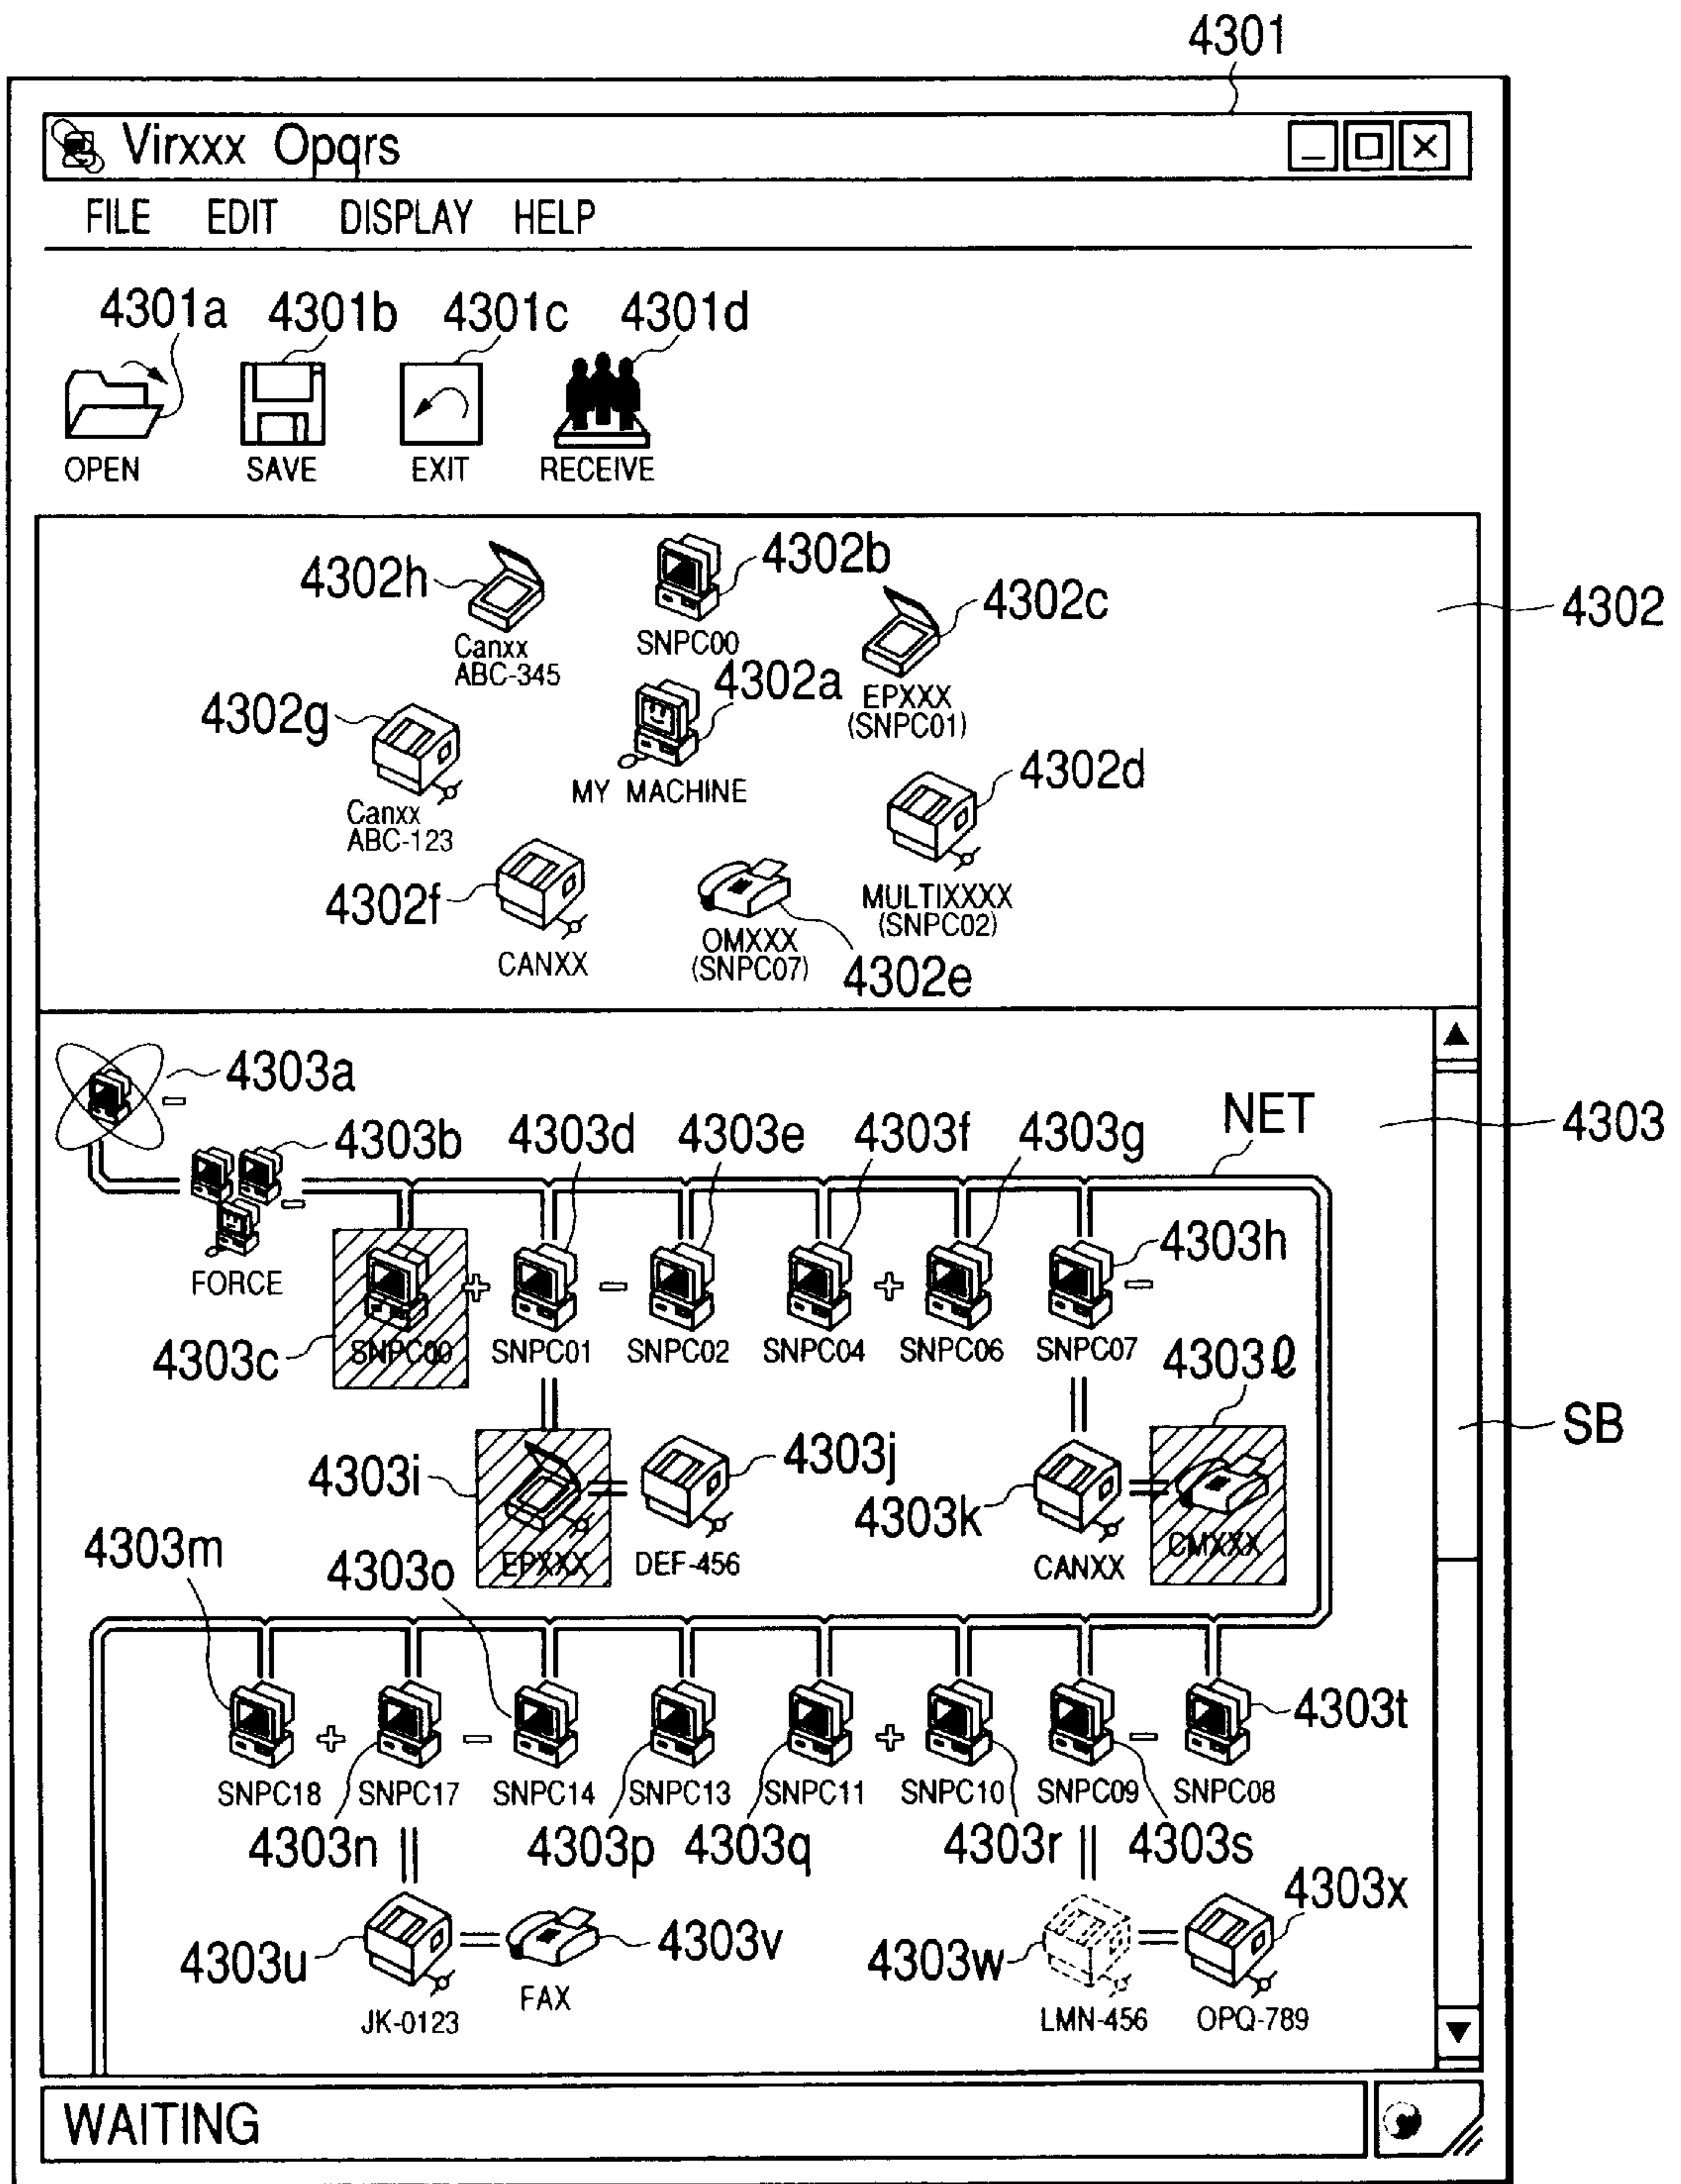 4301
Virxxx Opqrs
FILE EDIT DISPLAY HELP
4301a 4301b 4301c 4301d
OPEN SAVE EXIT RECEIVE
4302h 4302b 4302c 4302
Canxx
ABC-345
SNPC00
4302a
EPXXX
(SNPC01)
4302g
MY MACHINE
4302d
Canxx
ABC-123
4302f
CANXX
OMXXX
(SNPC07)
4302e
MULTIXXXX
(SNPC02)
4303a
NET
4303
4303b 4303d 4303e 4303f 4303g
4303h
FORCE
4303c
SNPC00 + SNPC01 - SNPC02 SNPC04 + SNPC06 SNPC07 -
4303ℓ
SB
4303i 4303j 4303k
EPXXX DEF-456 CANXX CMXXX
4303m 4303o
4303t
SNPC18 + SNPC17 - SNPC14 SNPC13 SNPC11 + SNPC10 SNPC09 - SNPC08
4303n 4303p 4303q 4303r 4303s
4303x
4303u 4303v 4303w
JK-0123 FAX LMN-456 OPQ-789
WAITING